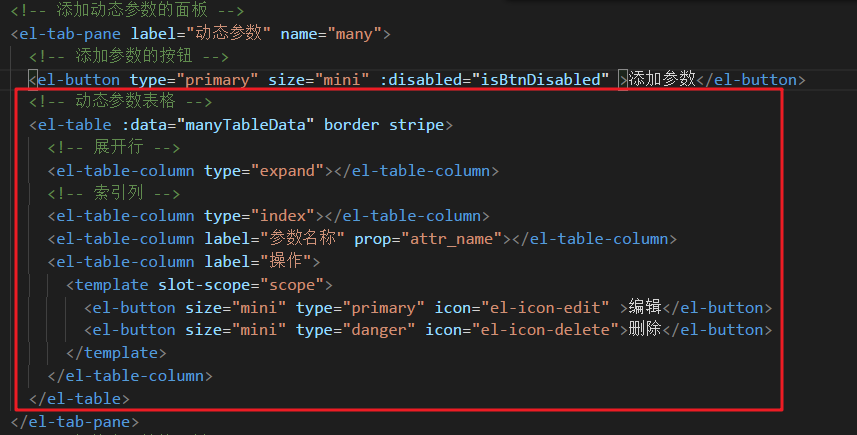 <!-- 添加动态参数的面板 -->
<el-tab-pane label="动态参数" name="many">
<!-- 添加参数的按钮 -->
<el-button type="primary" size="mini" :disabled="isBtnDisabled" >添加参数</el-button>
<!-- 动态参数表格 -->
<el-table :data="manyTableData" border stripe>
<!-- 展开行 -->
<el-table-column type="expand"></el-table-column>
<!-- 索引列 -->
<el-table-column type="index"></el-table-column>
<el-table-column label="参数名称" prop="attr_name"></el-table-column>
<el-table-column label="操作">
<template slot-scope="scope">
<el-button size="mini" type="primary" icon="el-icon-edit" >编辑</el-button>
<el-button size="mini" type="danger" icon="el-icon-delete">删除</el-button>
</template>
</el-table-column>
</el-table>
</el-tab-pane>